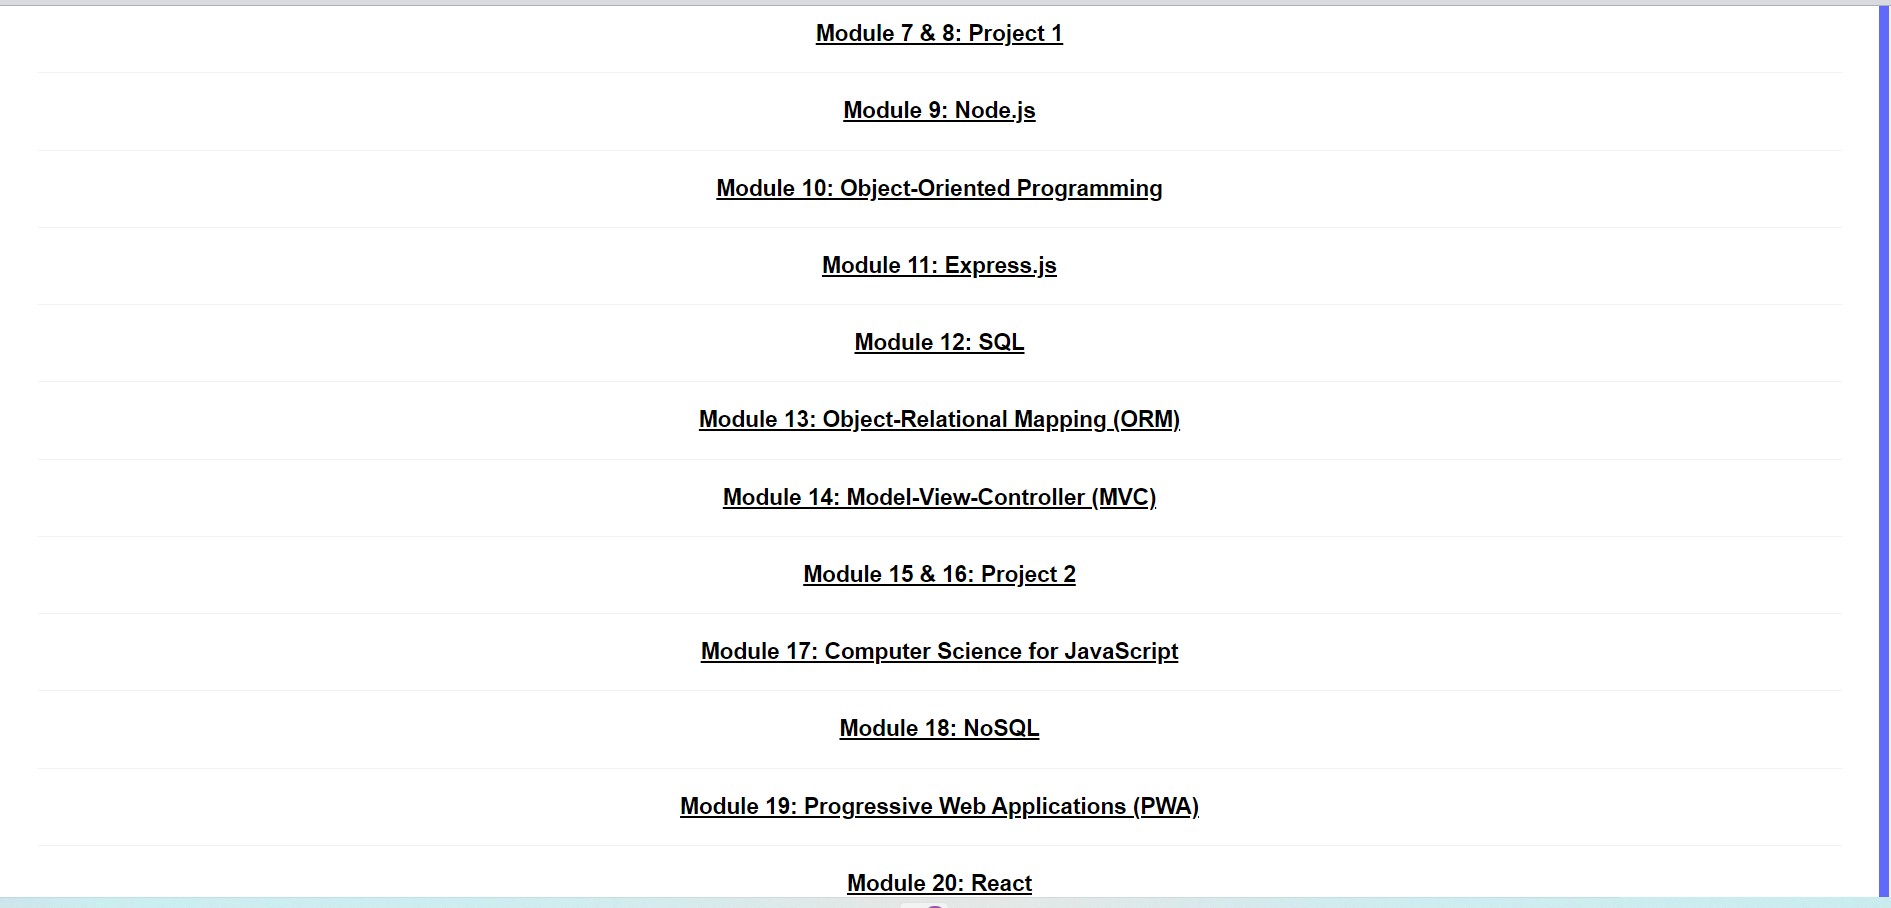 Module 7 & 8: Project 1
Module 9: Node.js
Module 10: Object-Oriented Programming
Module 11: Express.js
Module 12: SQL
Module 13: Object-Relational Mapping (ORM)
Module 14: Model-View-Controller (MVC)
Module 15 & 16: Project 2
Module 17: Computer Science for JavaScript
Module 18: NoSQL
Module 19: Progressive Web Applications (PWA)
Module 20: React